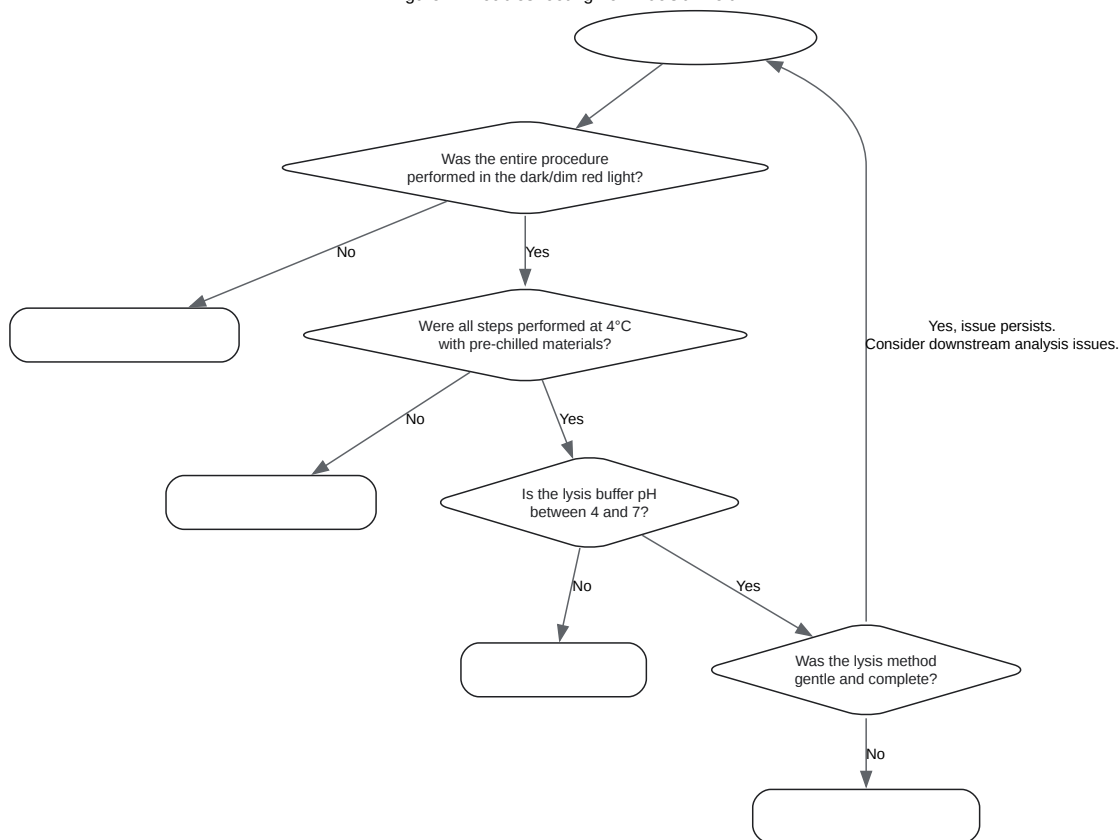 Was the entire procedure
performed in the dark/dim red light?
No
Yes
Were all steps performed at 4°C
with pre-chilled materials?
Yes, issue persists.
Consider downstream analysis issues.
No
Yes
Is the lysis buffer pH
between 4 and 7?
No
Yes
Was the lysis method
gentle and complete?
No